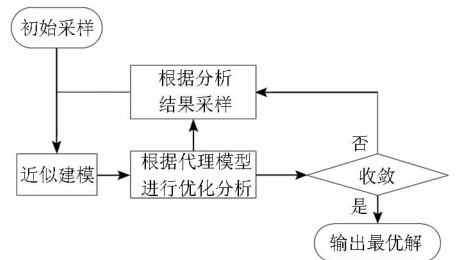 初始采样
根据分析
结果采样
否
近似建模
根据代理模型
进行优化分析
收敛
是
输出最优解